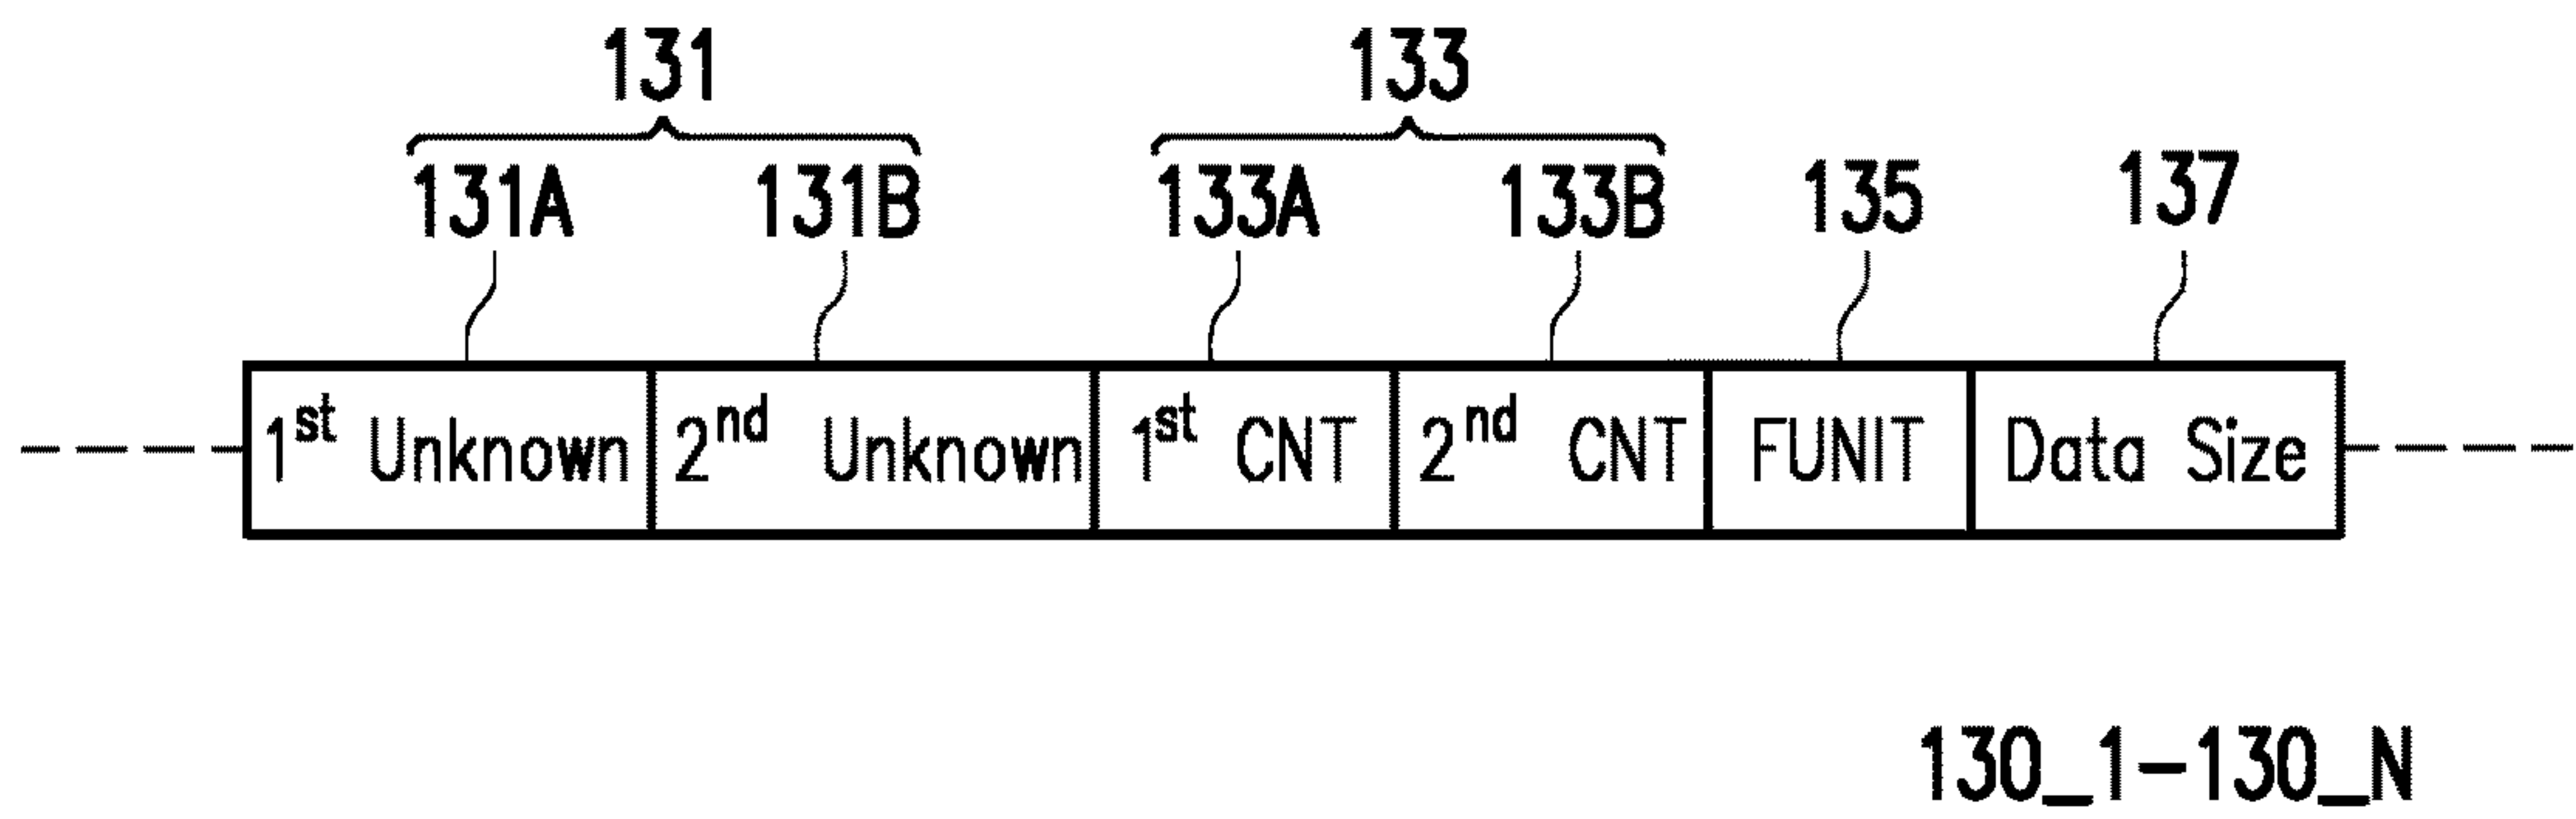 131 133
131A 131B 133A 133B 135 137
1st Unknown 2nd Unknown 1st CNT 2nd CNT FUNIT Data Size
130_1-130_N